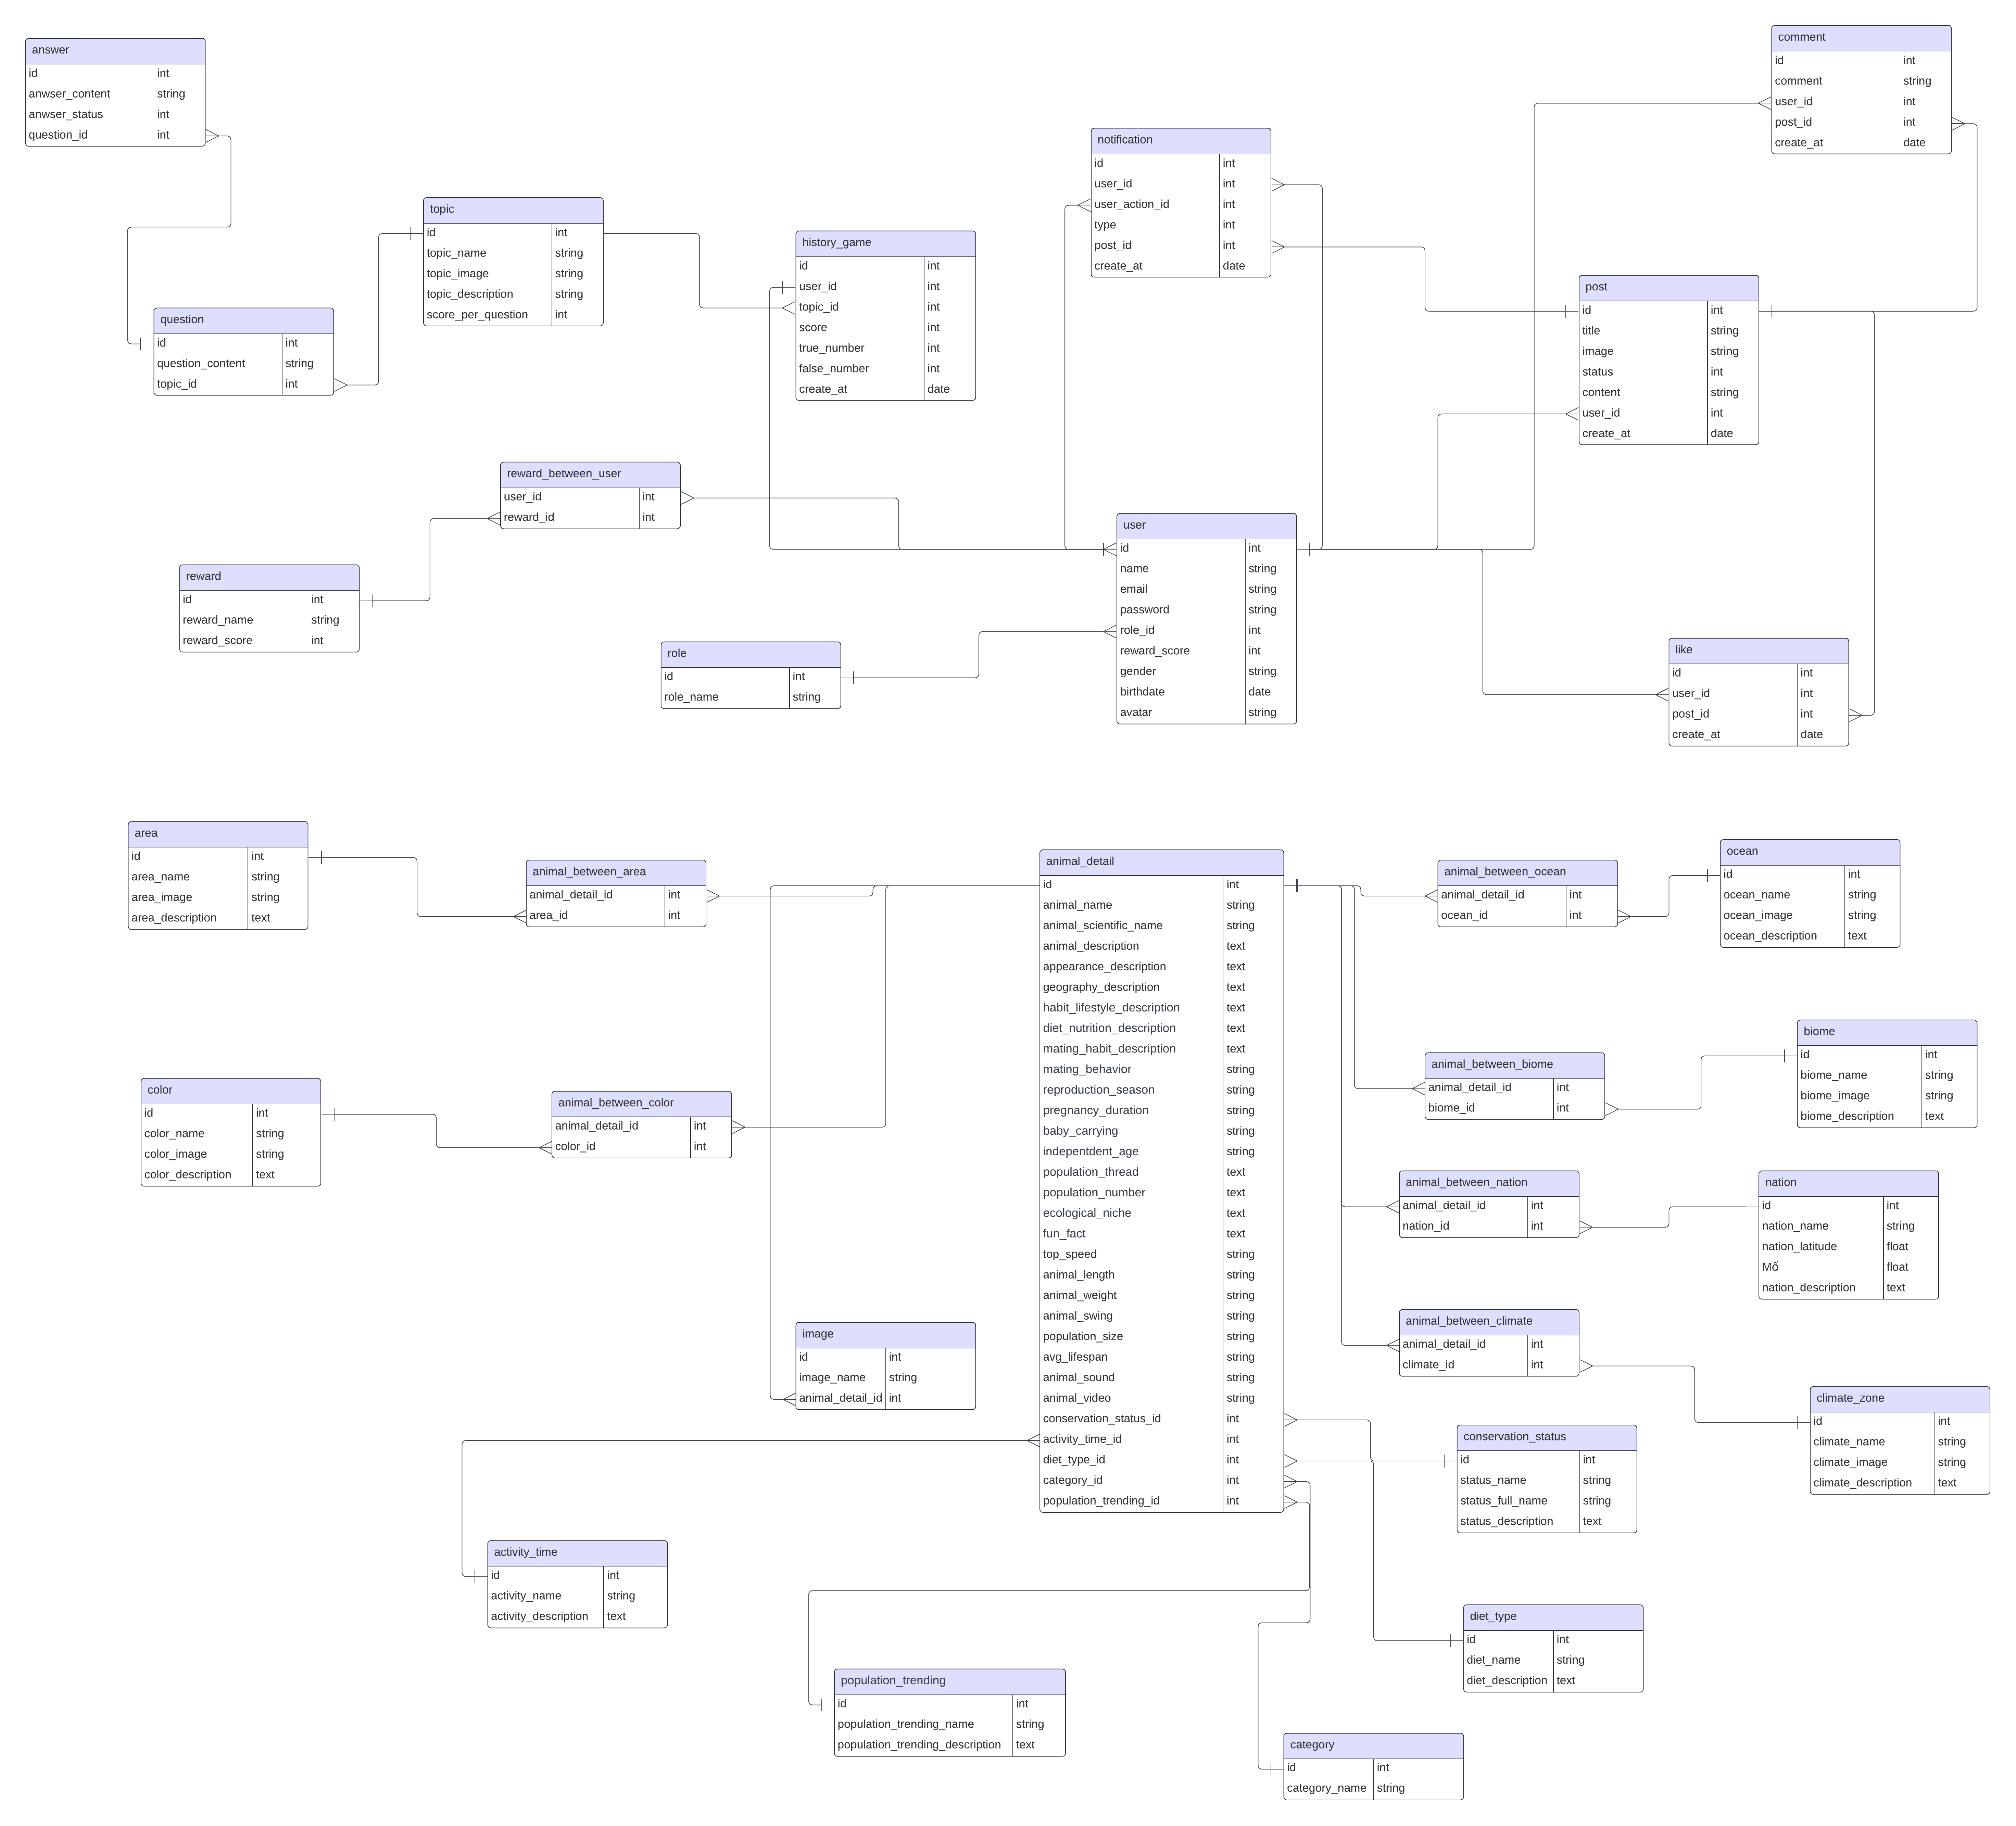 answer
id int
anwser_content string
anwser_status int
question_id int
comment
id int
comment string
user_id int
post_id int
create_at date
notification
id int
user_id int
user_action_id int
type int
post_id int
create_at date
topic
id int
topic_name string
topic_image string
topic_description string
score_per_question int
history_game
id int
user_id int
topic_id int
score int
true_number int
false_number int
create_at date
post
id int
title string
image string
status int
content string
user_id int
create_at date
question
id int
question_content string
topic_id int
reward_between_user
user_id int
reward_id int
user
id int
name string
email string
password string
role_id int
reward_score int
gender string
birthdate date
avatar string
reward
id int
reward_name string
reward_score int
role
id int
role_name string
like
id int
user_id int
post_id int
create_at date
area
id int
area_name string
area_image string
area_description text
animal_between_area
animal_detail_id int
area_id int
animal_detail
id int
animal_name string
animal_scientific_name string
animal_description text
appearance_description text
geography_description text
habit_lifestyle_description text
diet_nutrition_description text
mating_habit_description text
mating_behavior string
reproduction_season string
pregnancy_duration string
baby_carrying string
indepentdent_age string
population_thread text
population_number text
ecological_niche text
fun_fact text
top_speed string
animal_length string
animal_weight string
animal_swing string
population_size string
avg_lifespan string
animal_sound string
animal_video string
conservation_status_id int
activity_time_id int
diet_type_id int
category_id int
population_trending_id int
animal_between_ocean
animal_detail_id int
ocean_id int
ocean
id int
ocean_name string
ocean_image string
ocean_description text
color
id int
color_name string
color_image string
color_description text
animal_between_color
animal_detail_id int
color_id int
animal_between_biome
animal_detail_id int
biome_id int
biome
id int
biome_name string
biome_image string
biome_description text
animal_between_nation
animal_detail_id int
nation_id int
nation
id int
nation_name string
nation_latitude float
Mố float
nation_description text
image
id int
image_name string
animal_detail_id int
animal_between_climate
animal_detail_id int
climate_id int
climate_zone
id int
climate_name string
climate_image string
climate_description text
conservation_status
id int
status_name string
status_full_name string
status_description text
activity_time
id int
activity_name string
activity_description text
diet_type
id int
diet_name string
diet_description text
population_trending
id int
population_trending_name string
population_trending_description text
category
id int
category_name string